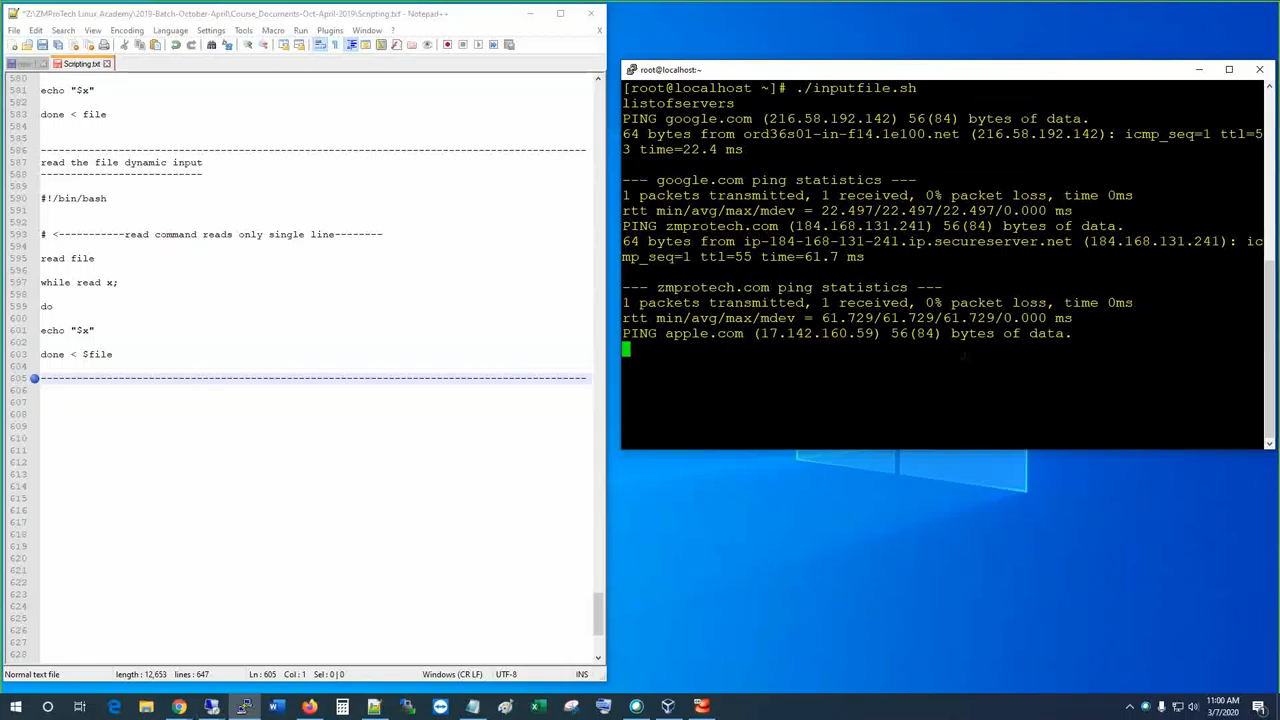 *Z:\ZMProTech Linux_Academy\2019-Batch-October-April\Course_Documents-Oct-April-2019\Scripting.txt - Notepad++
File Edit Search View Encoding Language Settings Tools Macro Run Plugins Window ?
X
Scripting.txt
580
581 echo "$x"
582
583 done < file
584
585
586 -------------------------------------------------------------------------------------------
587 read the file dynamic input
588 ---------------------------
589
590 #!/bin/bash
591
592
593 # <-----------read command reads only single line--------
594
595 read file
596
597 while read x;
598
599 do
600
601 echo "$x"
602
603 done < $file
604
605 -------------------------------------------------------------------------------------------
606
607
608
609
610
611
612
613
614
615
616
617
618
619
620
621
622
623
624
625
626
627
628
Normal text file length : 12,653 lines : 647 Ln : 605 Col : 1 Sel : 0 | 0 Windows (CR LF) UTF-8 INS
root@localhost:~
[root@localhost ~]# ./inputfile.sh
listofservers
PING google.com (216.58.192.142) 56(84) bytes of data.
64 bytes from ord36s01-in-f14.1e100.net (216.58.192.142): icmp_seq=1 ttl=5
3 time=22.4 ms
--- google.com ping statistics ---
1 packets transmitted, 1 received, 0% packet loss, time 0ms
rtt min/avg/max/mdev = 22.497/22.497/22.497/0.000 ms
PING zmprotech.com (184.168.131.241) 56(84) bytes of data.
64 bytes from ip-184-168-131-241.ip.secureserver.net (184.168.131.241): ic
mp_seq=1 ttl=55 time=61.7 ms
--- zmprotech.com ping statistics ---
1 packets transmitted, 1 received, 0% packet loss, time 0ms
rtt min/avg/max/mdev = 61.729/61.729/61.729/0.000 ms
PING apple.com (17.142.160.59) 56(84) bytes of data.
11:00 AM
3/7/2020